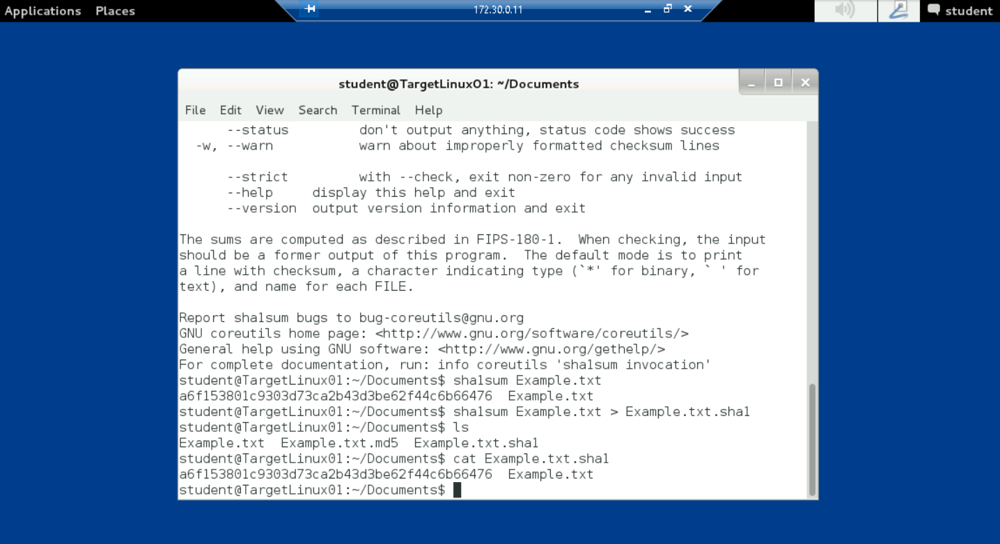 Applications Places 172.30.0.11 student
student@TargetLinux01: ~/Documents
File Edit View Search Terminal Help
      --status         don't output anything, status code shows success
  -w, --warn           warn about improperly formatted checksum lines
      --strict         with --check, exit non-zero for any invalid input
      --help     display this help and exit
      --version  output version information and exit
The sums are computed as described in FIPS-180-1.  When checking, the input
should be a former output of this program.  The default mode is to print
a line with checksum, a character indicating type (`*' for binary, ` ' for
text), and name for each FILE.
Report sha1sum bugs to bug-coreutils@gnu.org
GNU coreutils home page: <http://www.gnu.org/software/coreutils/>
General help using GNU software: <http://www.gnu.org/gethelp/>
For complete documentation, run: info coreutils 'sha1sum invocation'
student@TargetLinux01:~/Documents$ sha1sum Example.txt
a6f153801c9303d73ca2b43d3be62f44c6b66476  Example.txt
student@TargetLinux01:~/Documents$ sha1sum Example.txt > Example.txt.sha1
student@TargetLinux01:~/Documents$ ls
Example.txt  Example.txt.md5  Example.txt.sha1
student@TargetLinux01:~/Documents$ cat Example.txt.sha1
a6f153801c9303d73ca2b43d3be62f44c6b66476  Example.txt
student@TargetLinux01:~/Documents$